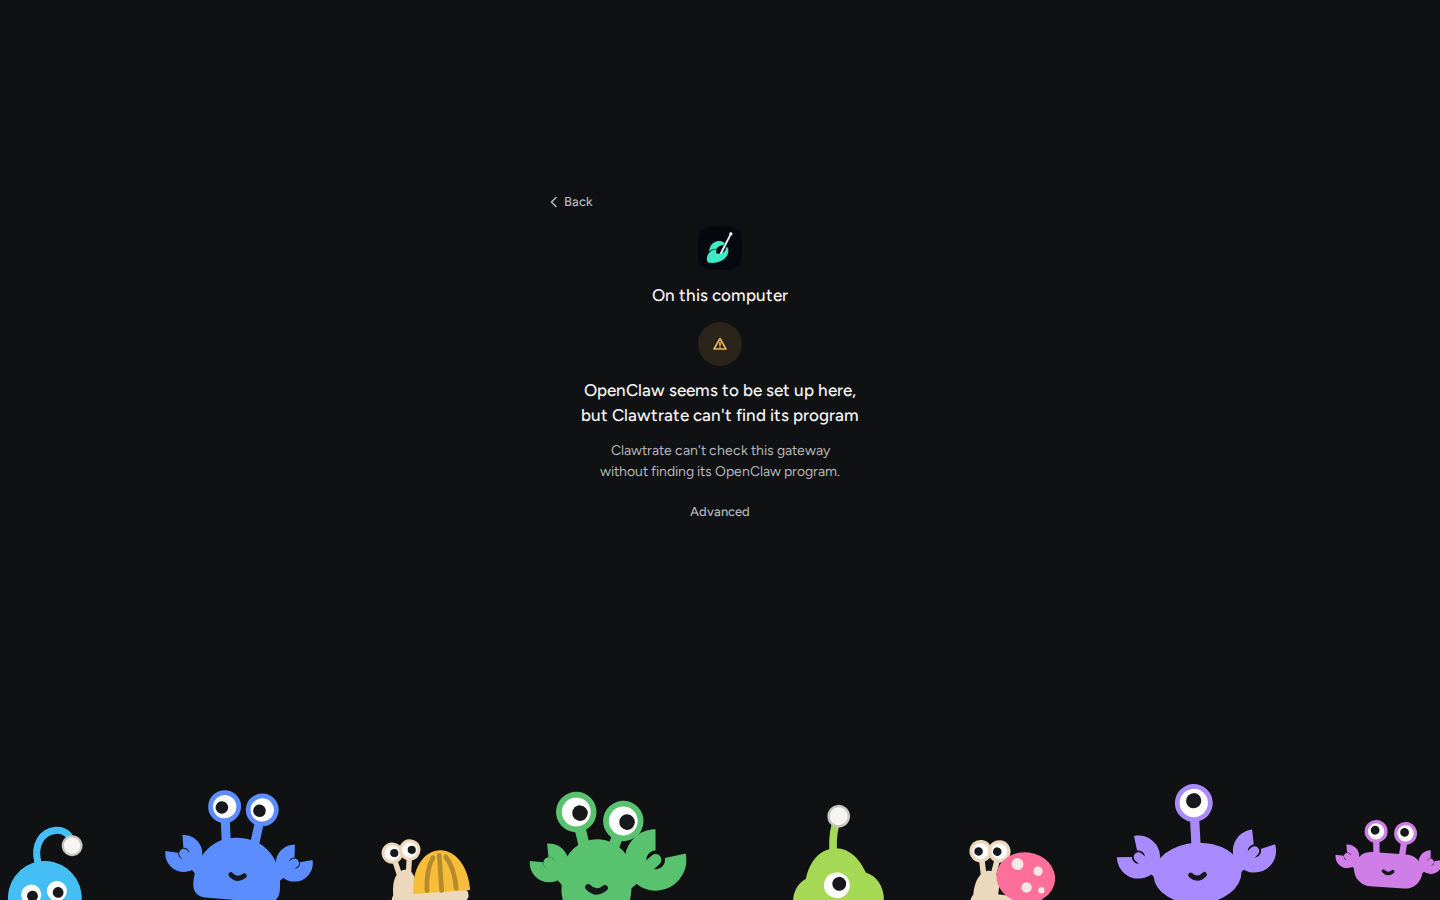 Back
On this computer
OpenClaw seems to be set up here,
but Clawtrate can't find its program
Clawtrate can't check this gateway
without finding its OpenClaw program.
Advanced